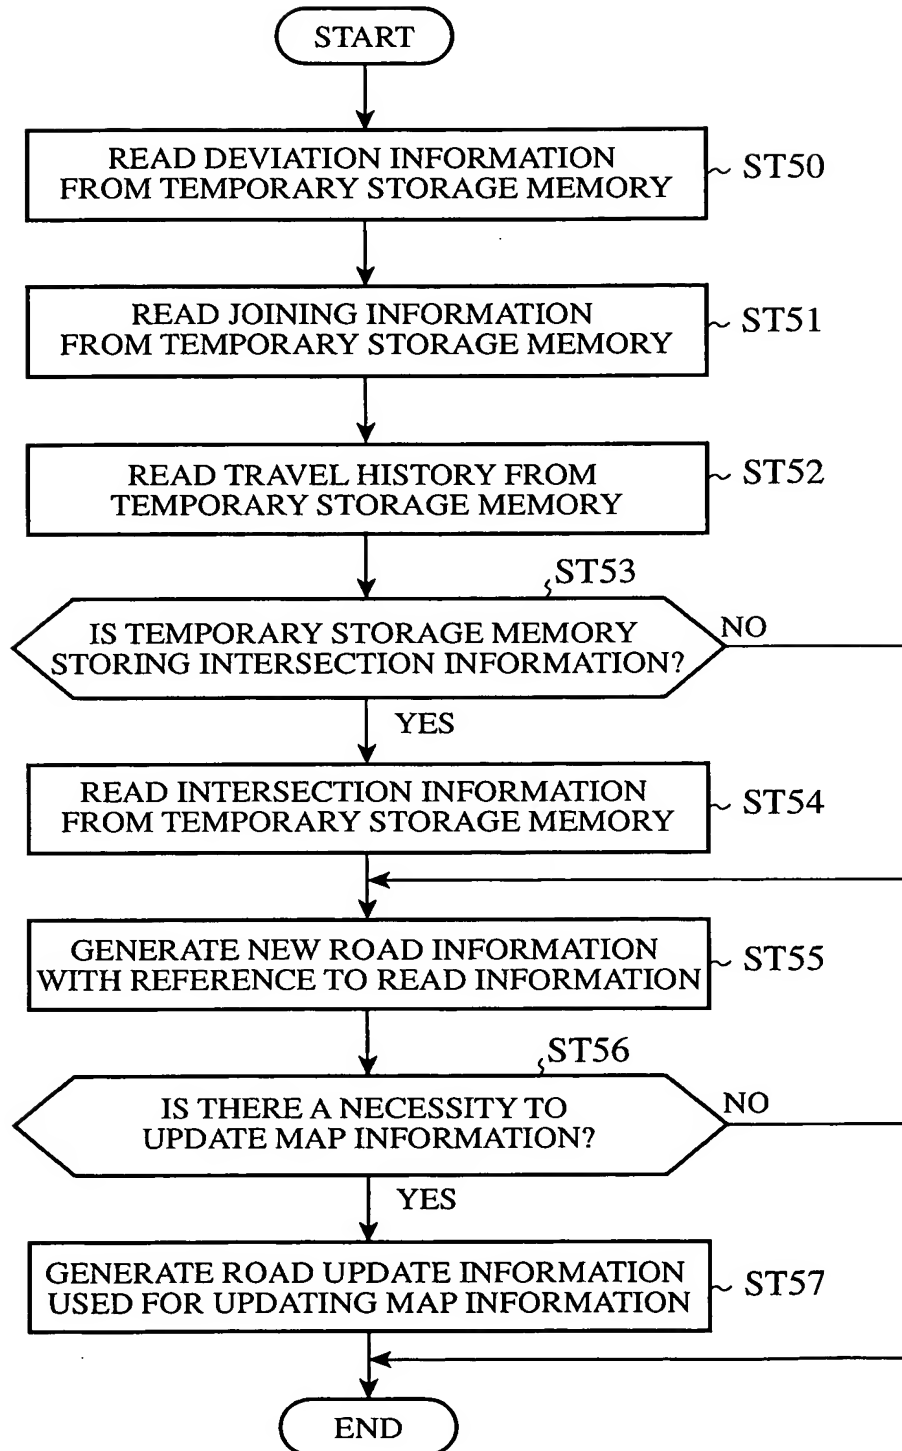 START
READ DEVIATION INFORMATION
FROM TEMPORARY STORAGE MEMORY
ST50
READ JOINING INFORMATION
FROM TEMPORARY STORAGE MEMORY
ST51
READ TRAVEL HISTORY FROM
TEMPORARY STORAGE MEMORY
ST52
ST53
IS TEMPORARY STORAGE MEMORY
STORING INTERSECTION INFORMATION?
NO
YES
READ INTERSECTION INFORMATION
FROM TEMPORARY STORAGE MEMORY
ST54
GENERATE NEW ROAD INFORMATION
WITH REFERENCE TO READ INFORMATION
ST55
ST56
IS THERE A NECESSITY TO
UPDATE MAP INFORMATION?
NO
YES
GENERATE ROAD UPDATE INFORMATION
USED FOR UPDATING MAP INFORMATION
ST57
END